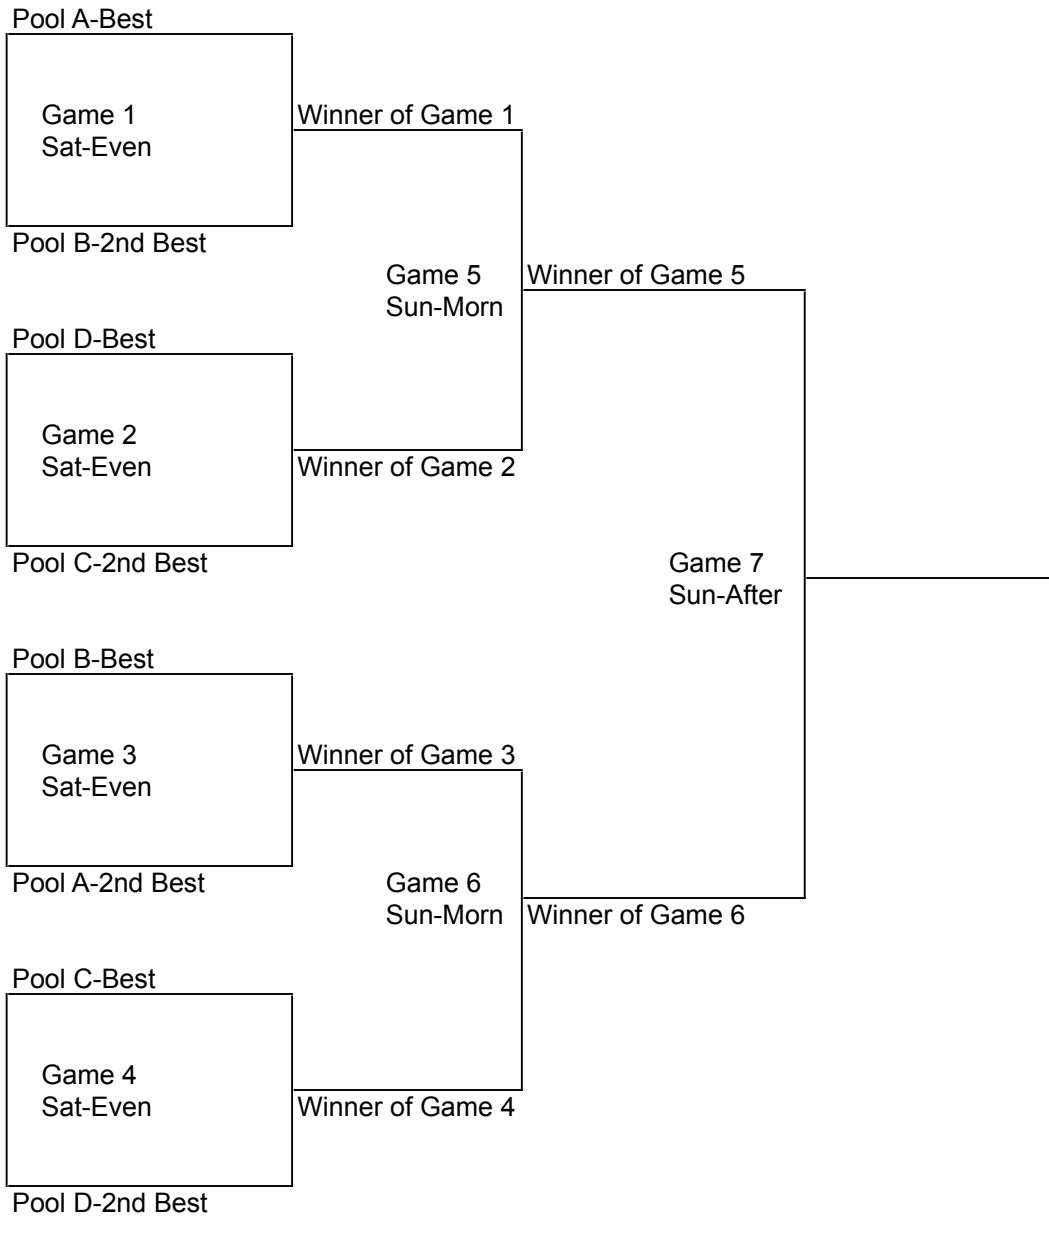 Pool A-Best
Game 1
Sat-Even
Winner of Game 1
Pool B-2nd Best
Game 5
Sun-Morn
Winner of Game 5
Pool D-Best
Game 2
Sat-Even
Winner of Game 2
Pool C-2nd Best
Game 7
Sun-After
Pool B-Best
Game 3
Sat-Even
Winner of Game 3
Pool A-2nd Best
Game 6
Sun-Morn
Winner of Game 6
Pool C-Best
Game 4
Sat-Even
Winner of Game 4
Pool D-2nd Best